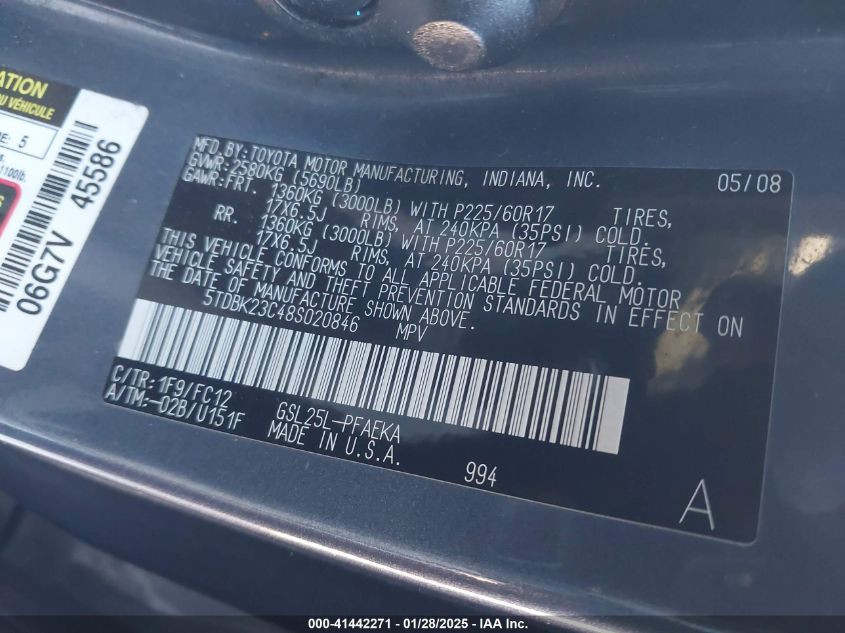 ATION
DU VÉHICULE
5
1100lb.
06G7V 45586
MFD.BY: TOYOTA MOTOR MANUFACTURING, INDIANA, INC. 05/08
GVWR: 2580KG (5690LB)
GAWR: FRT. 1360KG (3000LB) WITH P225/60R17 TIRES,
17X6.5J RIMS, AT 240KPA (35PSI) COLD.
RR. 1360KG (3000LB) WITH P225/60R17 TIRES,
17X6.5J RIMS, AT 240KPA (35PSI) COLD.
THIS VEHICLE CONFORMS TO ALL APPLICABLE FEDERAL MOTOR
VEHICLE SAFETY AND THEFT PREVENTION STANDARDS IN EFFECT ON
THE DATE OF MANUFACTURE SHOWN ABOVE.
5TDBK23C48S020846 MPV
C/TR: 1F9/FC12
A/TM:-02B/U151F
GSL25L-PFAEKA
MADE IN U.S.A.
994
A
000-41442271 - 01/28/2025 - IAA Inc.